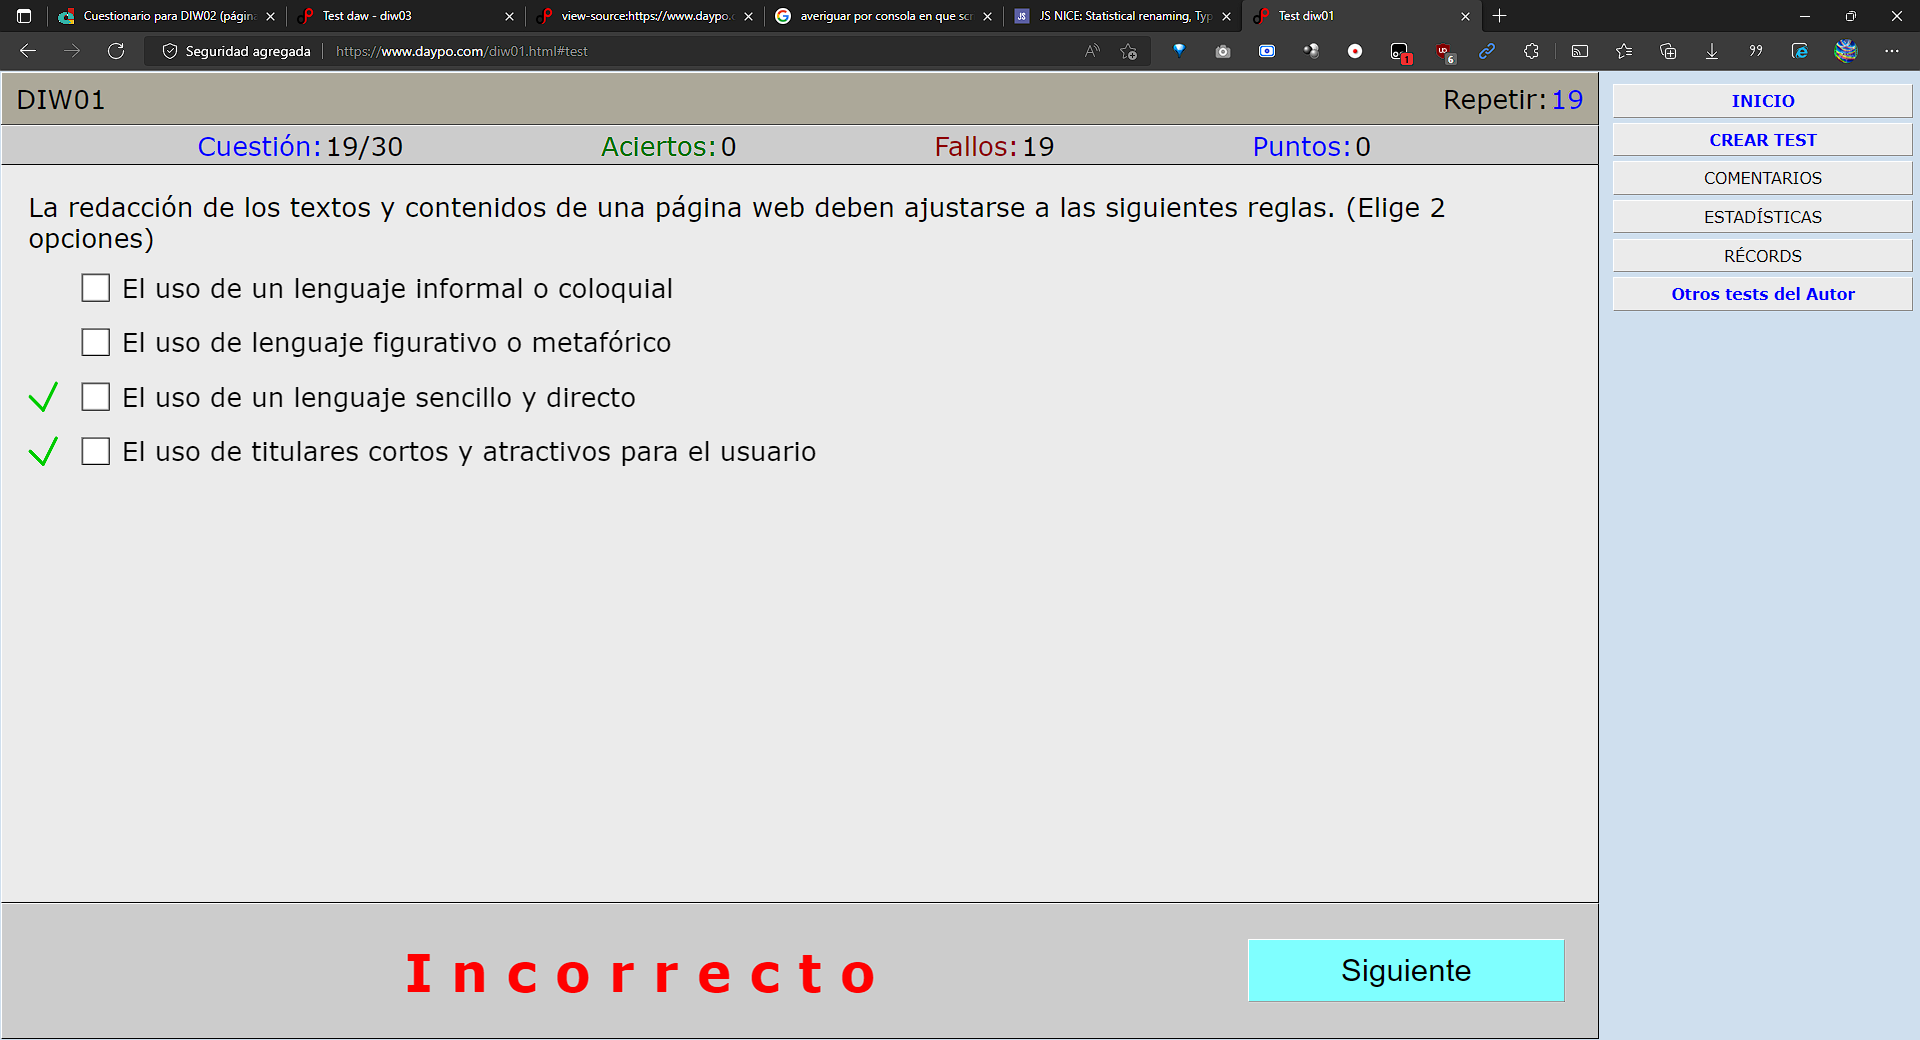 Cuestionario para DIW02 (página
Test daw - diw03
view-source:https://www.daypo.c
averiguar por consola en que scr
JS NICE: Statistical renaming, Typ
Test diw01
Seguridad agregada
https://www.daypo.com/diw01.html#test
DIW01
Repetir: 19
Cuestión: 19/30
Aciertos: 0
Fallos: 19
Puntos: 0
La redacción de los textos y contenidos de una página web deben ajustarse a las siguientes reglas. (Elige 2
opciones)
El uso de un lenguaje informal o coloquial
El uso de lenguaje figurativo o metafórico
El uso de un lenguaje sencillo y directo
El uso de titulares cortos y atractivos para el usuario
Incorrecto
Siguiente
INICIO
CREAR TEST
COMENTARIOS
ESTADÍSTICAS
RÉCORDS
Otros tests del Autor